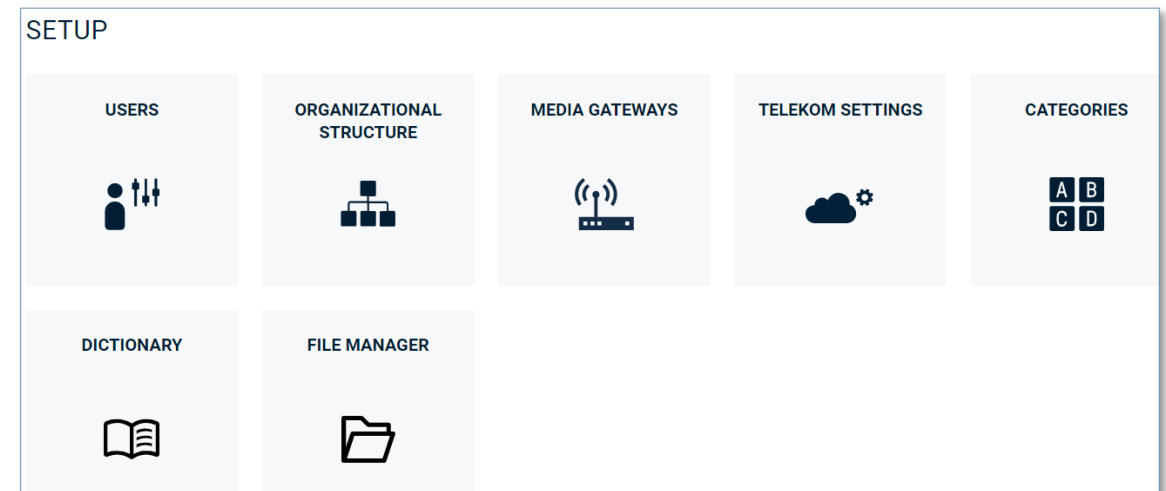 SETUP
USERS
ORGANIZATIONAL
STRUCTURE
MEDIA GATEWAYS
TELEKOM SETTINGS
CATEGORIES
A B
C D
DICTIONARY
FILE MANAGER